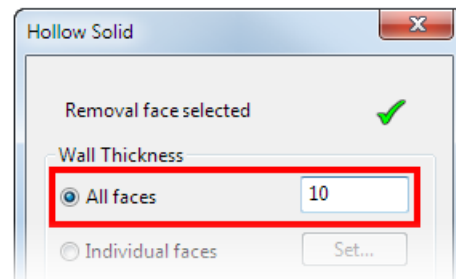 Hollow Solid
Removal face selected
Wall Thickness
All faces 10
Individual faces Set...